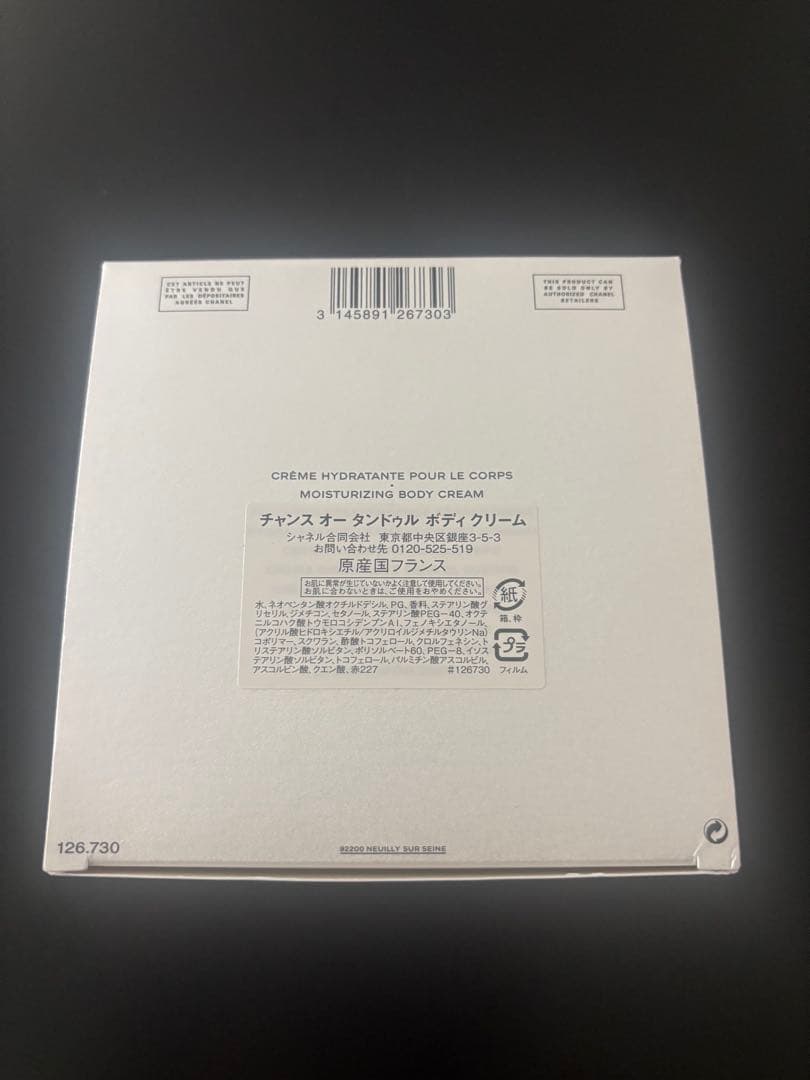 CET ARTICLE NE PEUT
ÊTRE VENDU QUE
PAR LES DÉPOSITAIRES
AGRÉÉS CHANEL
3 145891 267303
THIS PRODUCT CAN
BE SOLD ONLY BY
AUTHORIZED CHANEL
RETAILERS
CRÈME HYDRATANTE POUR LE CORPS
MOISTURIZING BODY CREAM
チャンス オー タンドゥル ボディ クリーム
シャネル合同会社 東京都中央区銀座3-5-3
お問い合わせ先 0120-525-519
原産国フランス
お肌に異常が生じていないかよく注意して使用してください。
お肌に合わないときは、ご使用をおやめください。
紙
箱、枠
水、ネオペンタン酸オクチルドデシル、PG、香料、ステアリン酸グ
リセリル、ジメチコン、セタノール、ステアリン酸PEG-40、オクテ
ニルコハク酸トウモロコシデンプンAl、フェノキシエタノール、
(アクリル酸ヒドロキシエチル/アクリロイルジメチルタウリンNa)
コポリマー、スクワラン、酢酸トコフェロール、クロルフェネシン、ト
リステアリン酸ソルビタン、ポリソルベート60、PEG-8、イソス
テアリン酸ソルビタン、トコフェロール、パルミチン酸アスコルビル、
アスコルビン酸、クエン酸、赤227 #126730
プラ
フィルム
126.730
92200 NEUILLY SUR SEINE